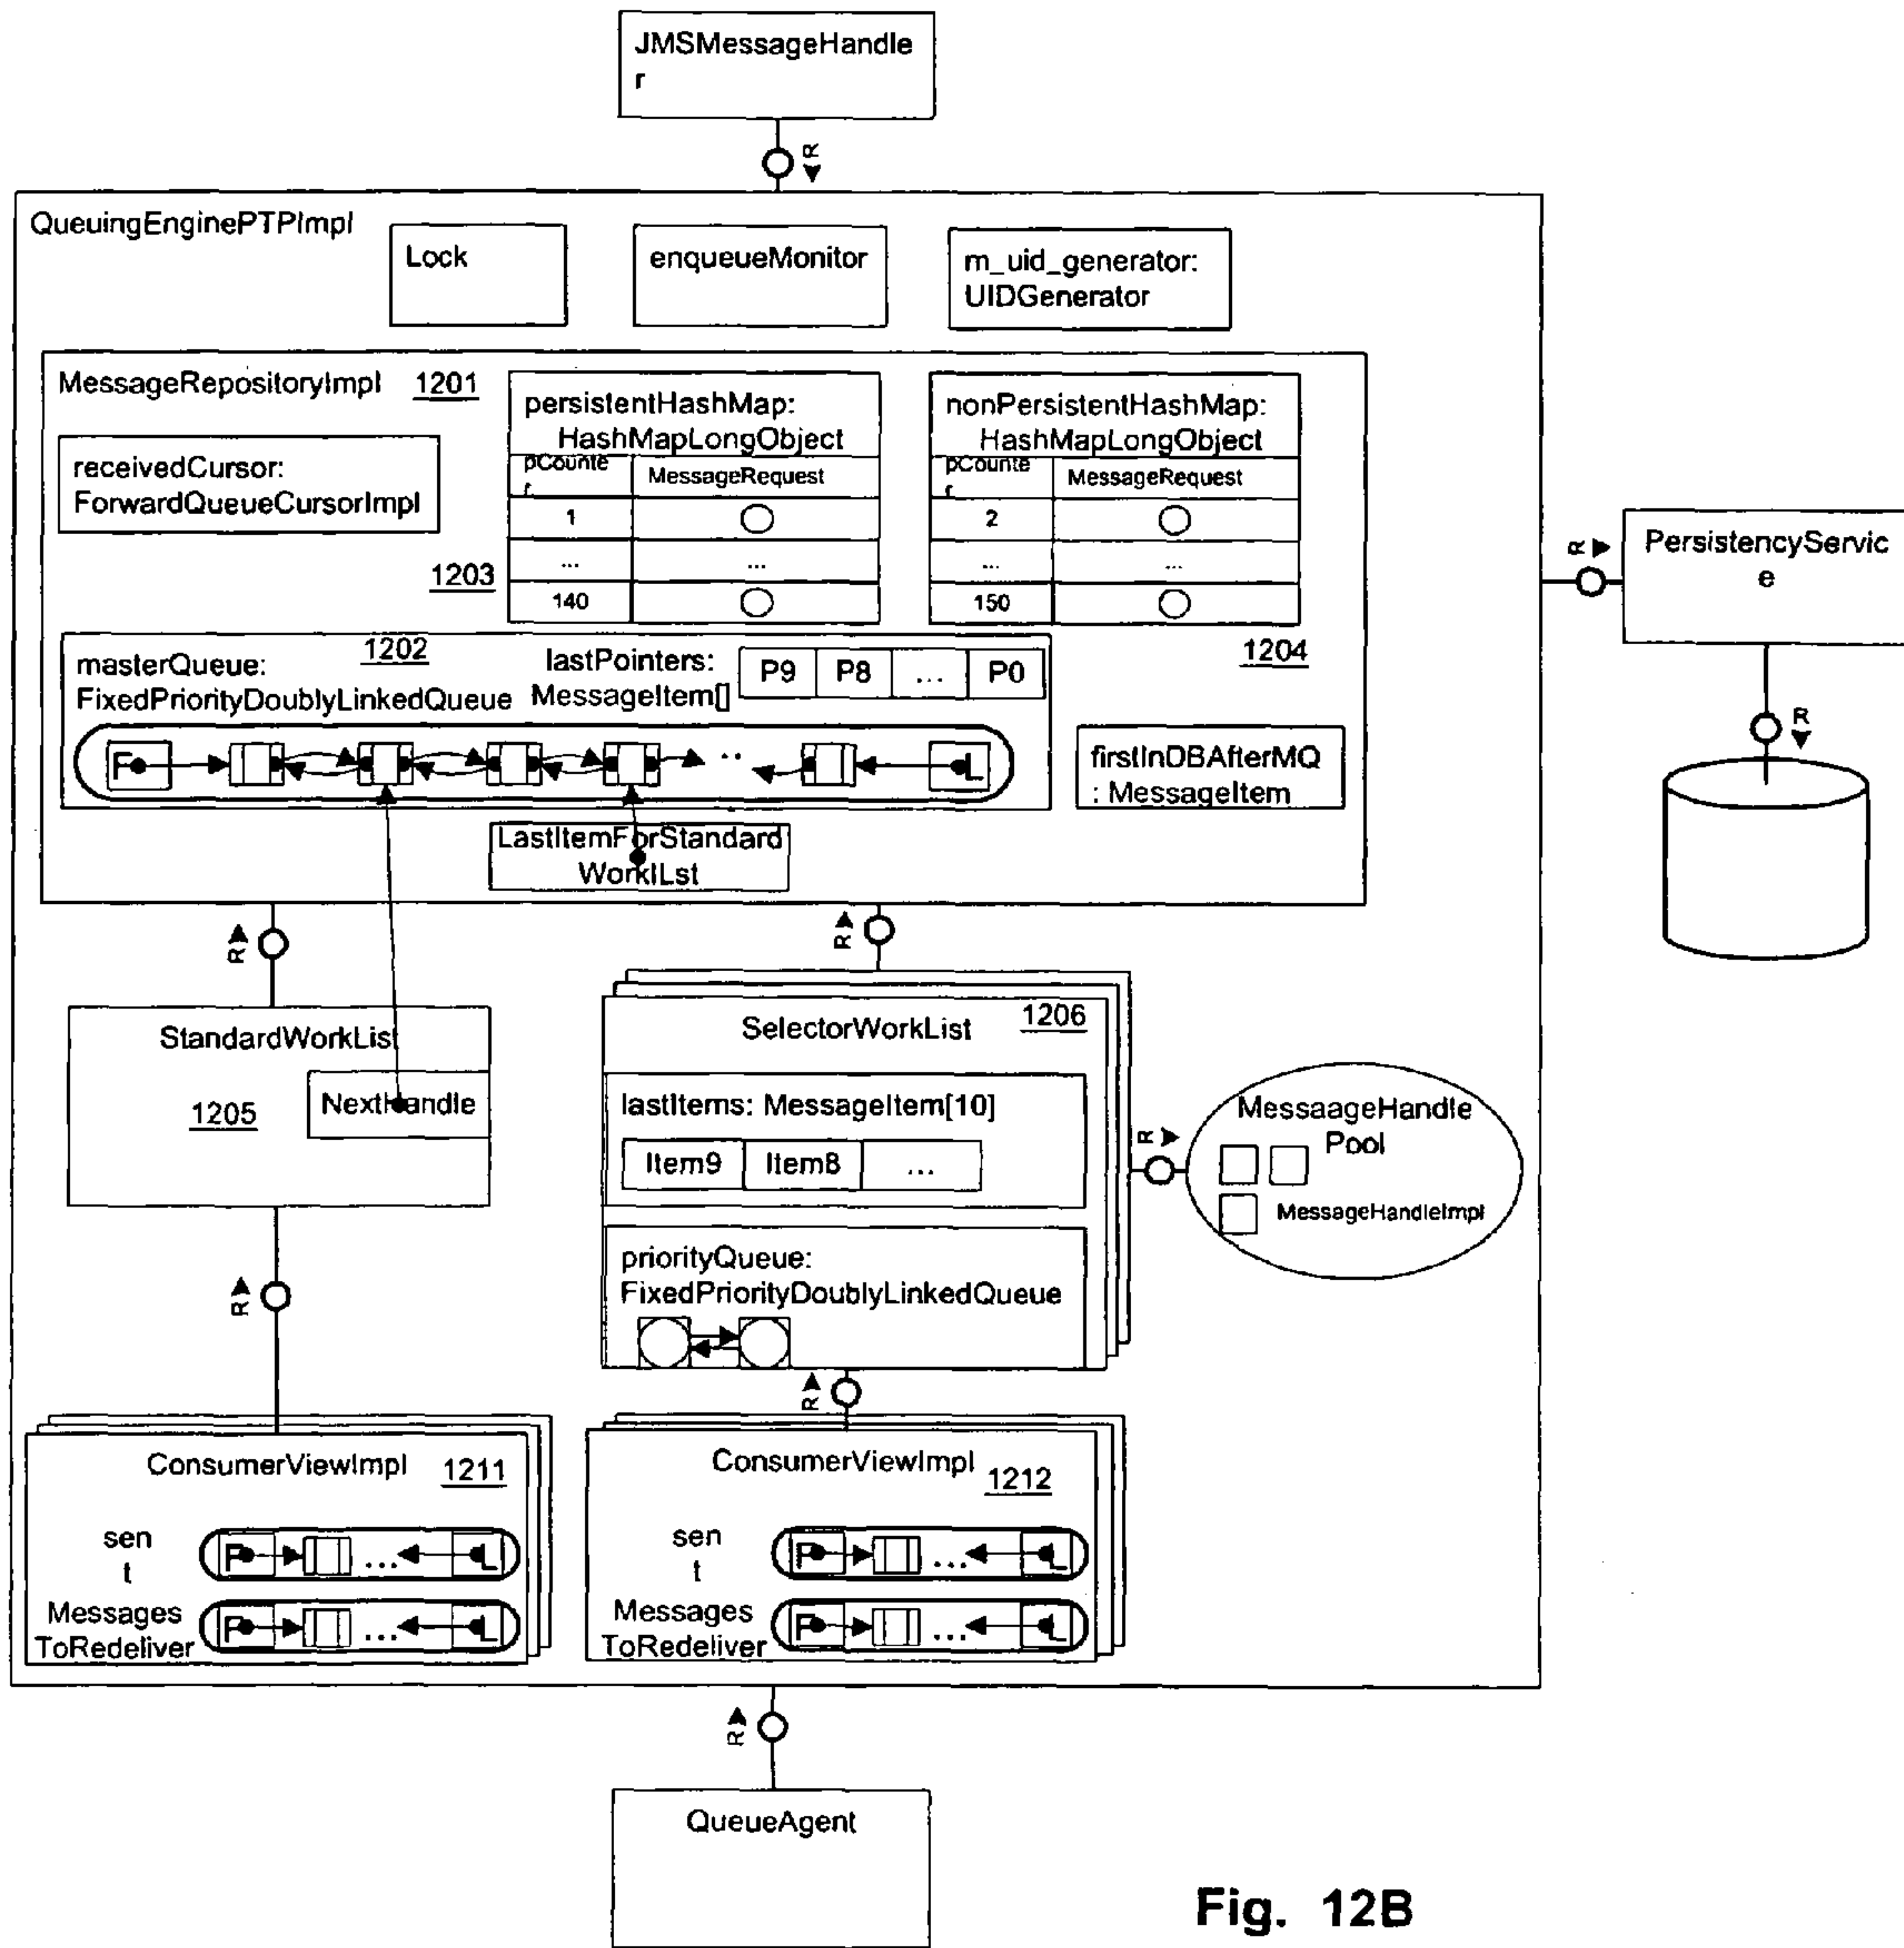 JMSMessageHandle
r
R
QueuingEnginePTPImpl
Lock
enqueueMonitor
m_uid_generator:
UIDGenerator
MessageRepositoryImpl 1201
receivedCursor:
ForwardQueueCursorImpl
1203
persistentHashMap:
HashMapLongObject
pCounte
r
MessageRequest
1
... ...
140
nonPersistentHashMap:
HashMapLongObject
pCounte
r
MessageRequest
2
... ...
150
1204
R
PersistencyServic
e
R
masterQueue:
FixedPriorityDoublyLinkedQueue
1202
lastPointers:
MessageItem[]
P9 P8 ... P0
F .. L
firstInDBAfterMQ
: MessageItem
LastItemForStandard
WorkILst
R
R
StandardWorkList
1205
NextHandle
SelectorWorkList
1206
lastItems: MessageItem[10]
Item9 Item8 ...
priorityQueue:
FixedPriorityDoublyLinkedQueue
R
MessaageHandle
Pool
MessageHandleImpl
R
R
ConsumerViewImpl 1211
sen
t
F ... L
Messages
ToRedeliver
F ... L
ConsumerViewImpl 1212
sen
t
F ... L
Messages
ToRedeliver
F ... L
R
QueueAgent
Fig. 12B